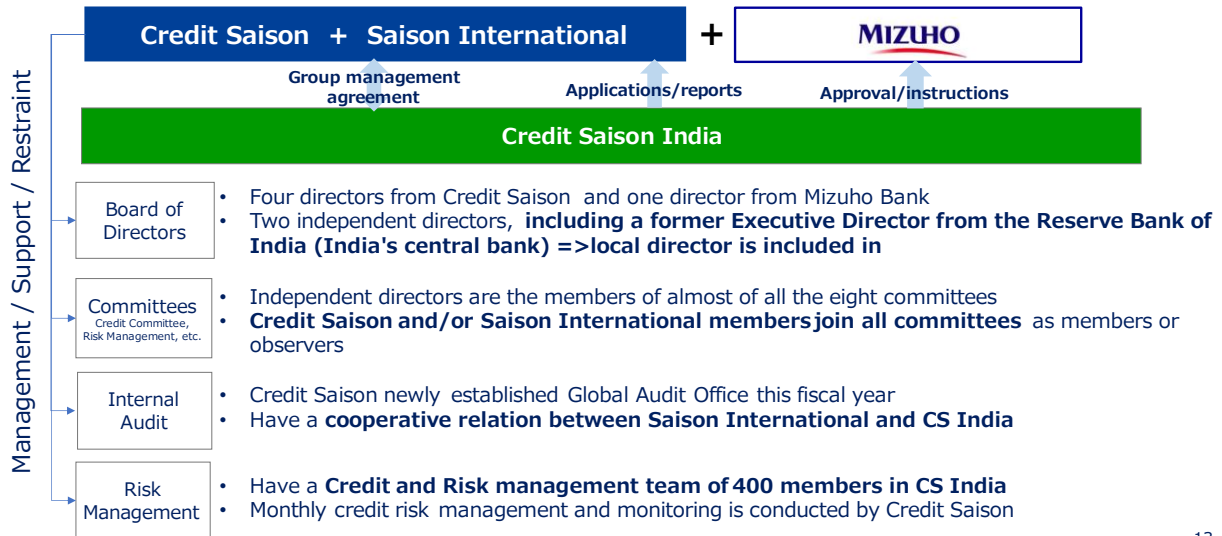 Credit Saison + Saison International
+
MIZUHO
Group management
agreement
Applications/reports
Approval/instructions
Credit Saison India
Management / Support / Restraint
Board of
Directors
• Four directors from Credit Saison and one director from Mizuho Bank
• Two independent directors, including a former Executive Director from the Reserve Bank of
India (India's central bank) =>local director is included in
Committees
Credit Committee,
Risk Management, etc.
• Independent directors are the members of almost of all the eight committees
• Credit Saison and/or Saison International members join all committees as members or
observers
Internal
Audit
• Credit Saison newly established Global Audit Office this fiscal year
• Have a cooperative relation between Saison International and CS India
Risk
Management
• Have a Credit and Risk management team of 400 members in CS India
• Monthly credit risk management and monitoring is conducted by Credit Saison